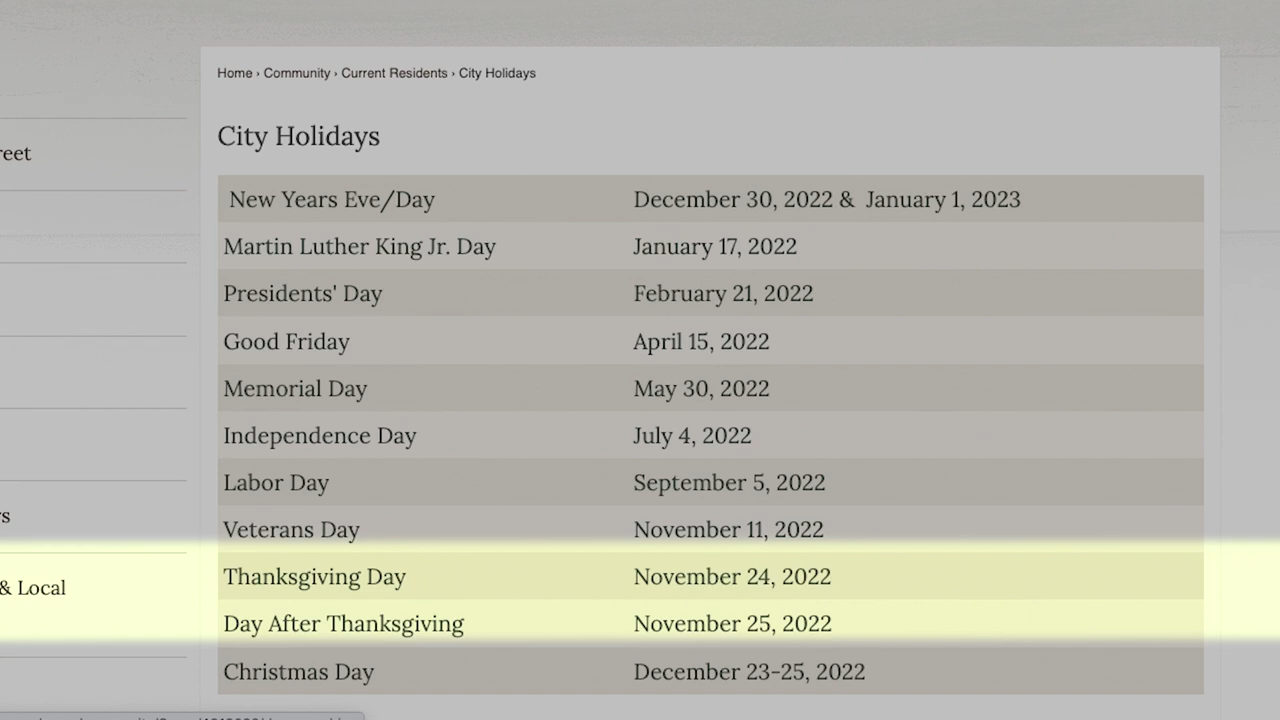 Home › Community › Current Residents › City Holidays
City Holidays
New Years Eve/Day December 30, 2022 & January 1, 2023
Martin Luther King Jr. Day January 17, 2022
Presidents' Day February 21, 2022
Good Friday April 15, 2022
Memorial Day May 30, 2022
Independence Day July 4, 2022
Labor Day September 5, 2022
Veterans Day November 11, 2022
Thanksgiving Day November 24, 2022
& Local
Day After Thanksgiving November 25, 2022
Christmas Day December 23-25, 2022